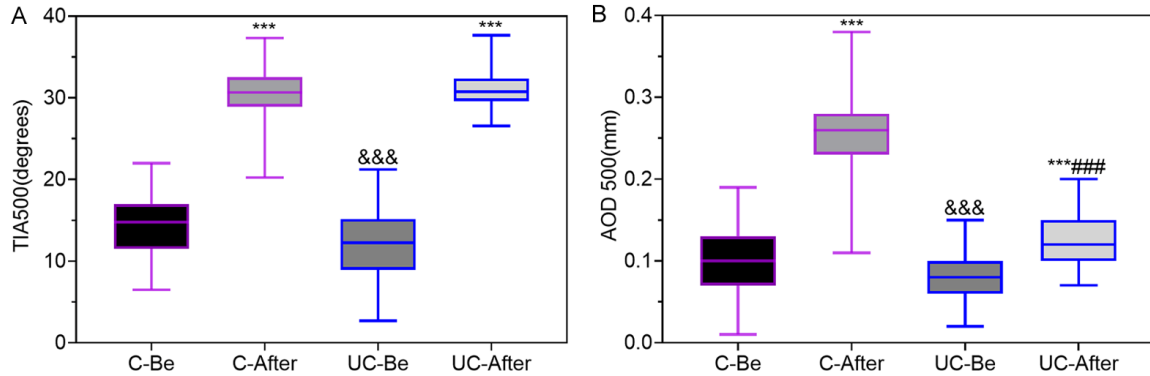 A
TIA500(degrees)
40
30
20
10
0
***
&&&
***
C-Be
C-After
UC-Be
UC-After
B
AOD 500(mm)
0.4
0.3
0.2
0.1
0.0
***
&&&
***###
C-Be
C-After
UC-Be
UC-After